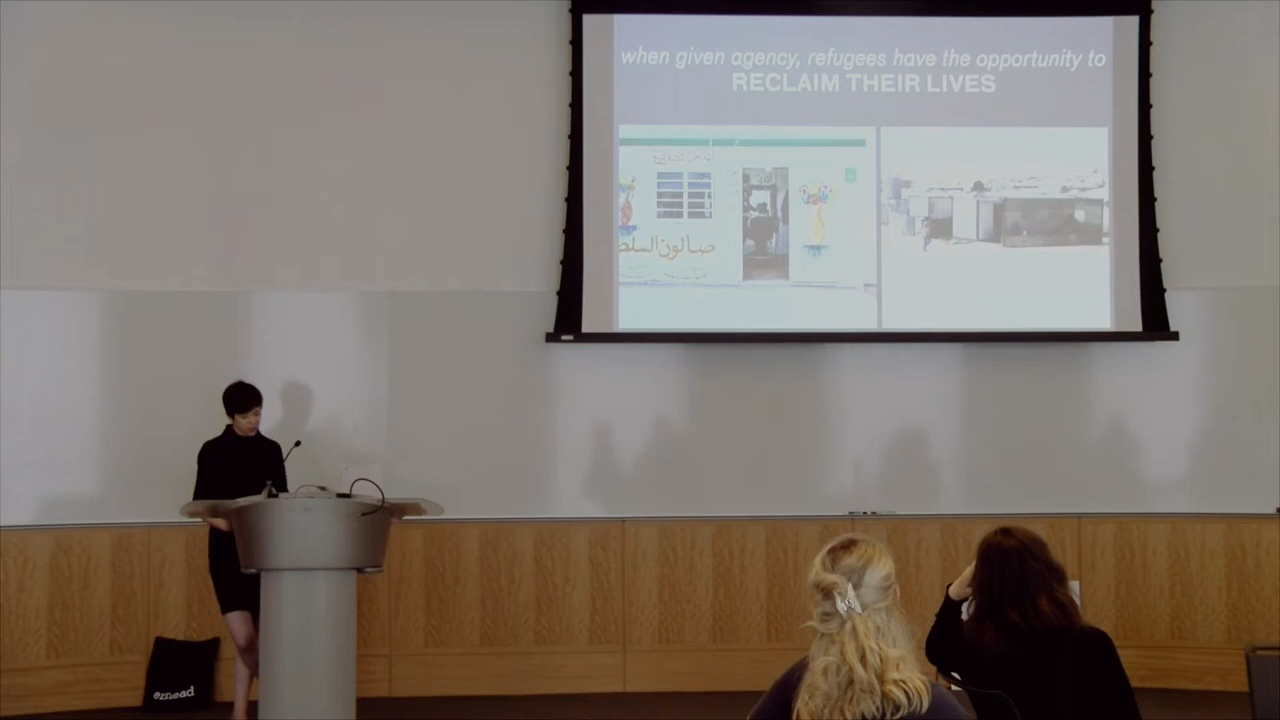 when given agency, refugees have the opportunity to
RECLAIM THEIR LIVES
صالون السلط
emead